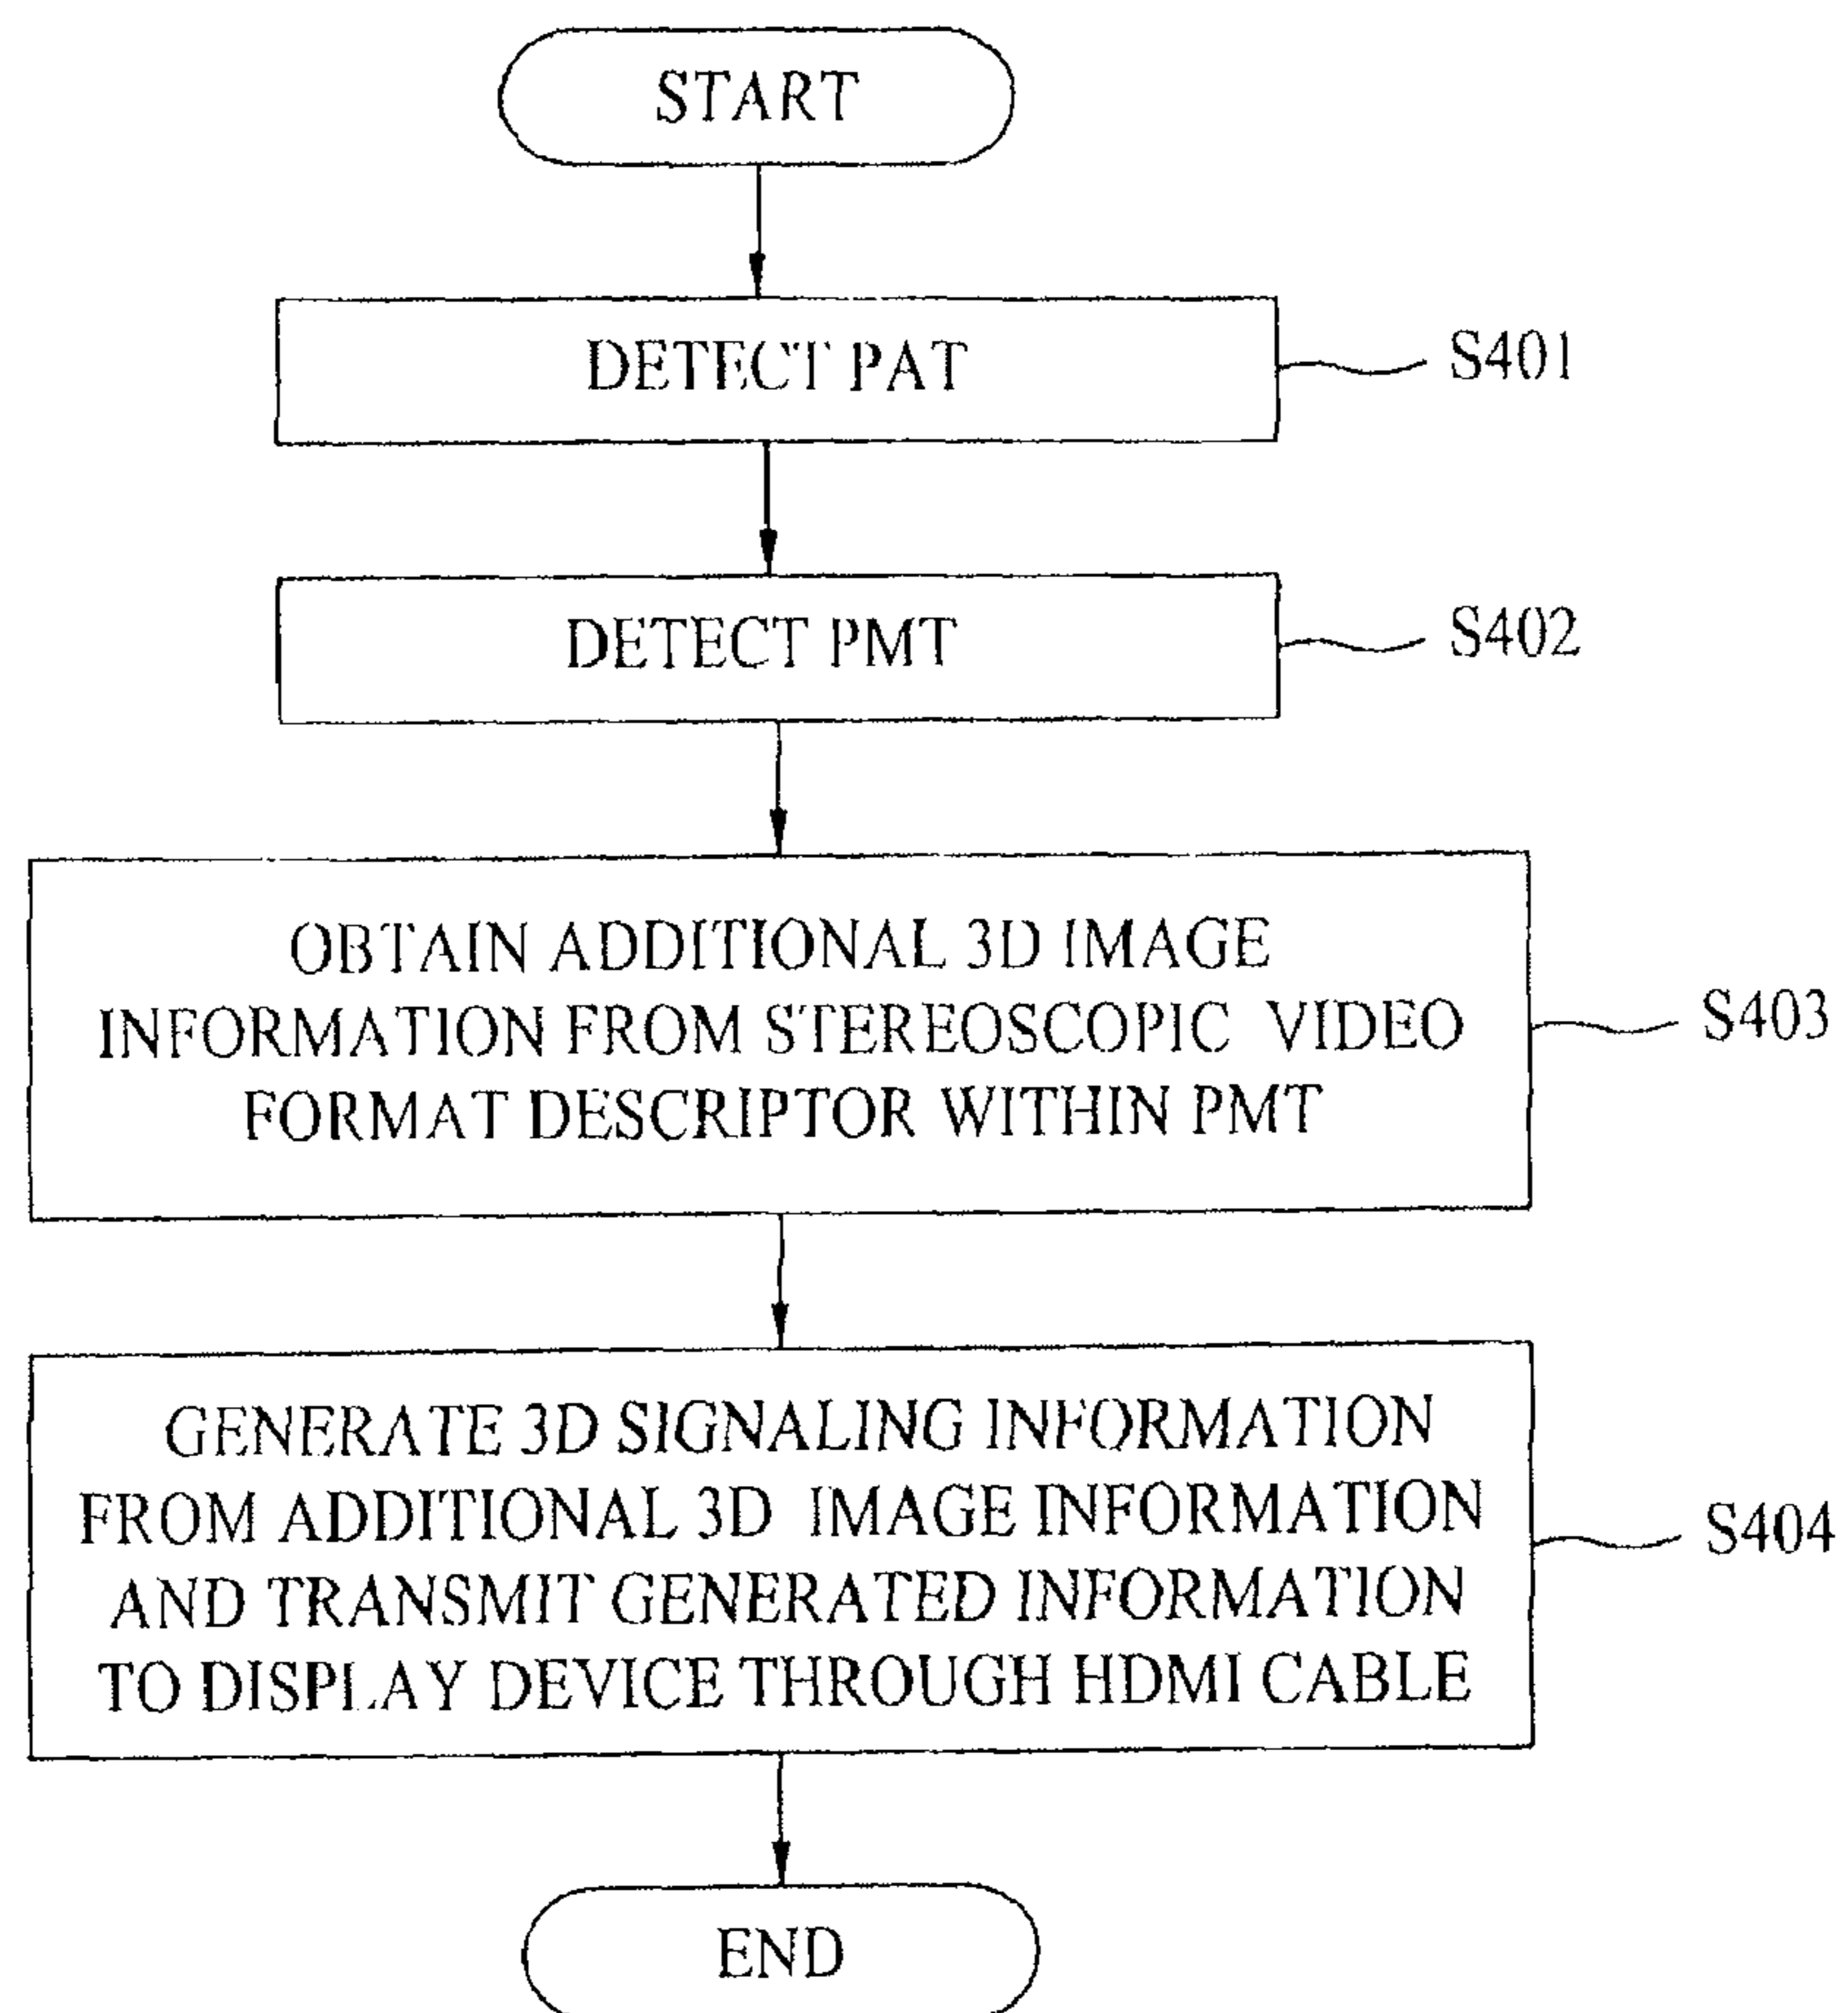 START
DETECT PAT
S401
DETECT PMT
S402
OBTAIN ADDITIONAL 3D IMAGE
INFORMATION FROM STEREOSCOPIC VIDEO
FORMAT DESCRIPTOR WITHIN PMT
S403
GENERATE 3D SIGNALING INFORMATION
FROM ADDITIONAL 3D IMAGE INFORMATION
AND TRANSMIT GENERATED INFORMATION
TO DISPLAY DEVICE THROUGH HDMI CABLE
S404
END